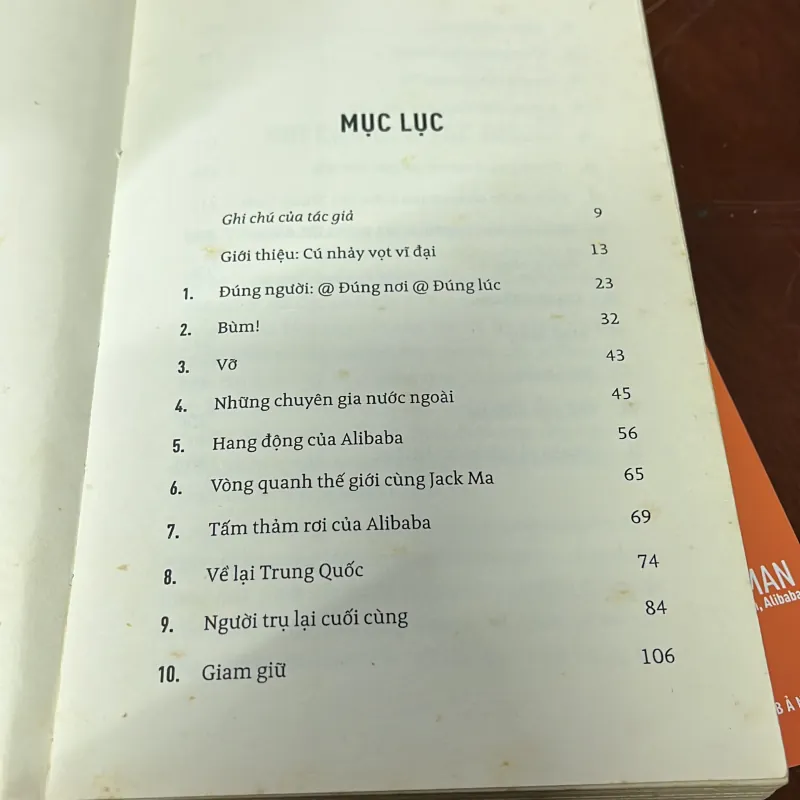 MỤC LỤC
Ghi chú của tác giả 9
Giới thiệu: Cú nhảy vọt vĩ đại 13
1. Đúng người: @ Đúng nơi @ Đúng lúc 23
2. Bùm! 32
3. Vỡ 43
4. Những chuyên gia nước ngoài 45
5. Hang động của Alibaba 56
6. Vòng quanh thế giới cùng Jack Ma 65
7. Tấm thảm rơi của Alibaba 69
8. Về lại Trung Quốc 74
9. Người trụ lại cuối cùng 84
10. Giam giữ 106
MAN
, Alibaba